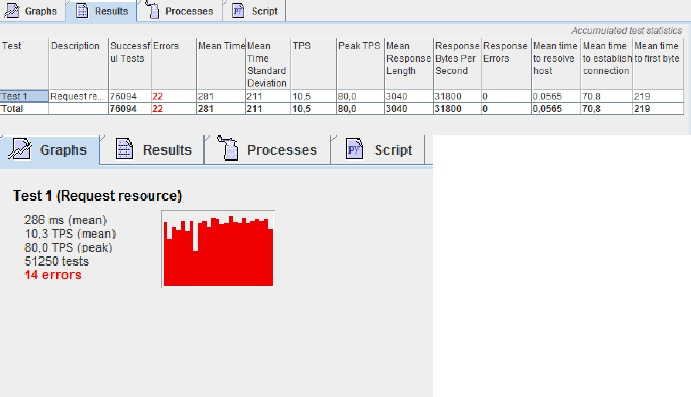 Graphs Results Processes Script
Accumulated test statistics
Test Description Successf Errors Mean Time Mean TPS Peak TPS Mean Response Response Mean time Mean time Mean time
ul Tests Time Response Bytes Per Errors to resolve to establish to first byte
Standard Length Second host connection
Deviation
Test 1 Request re... 76094 22 281 211 10,5 80,0 3040 31800 0 0,0565 70,8 219
Total 76094 22 281 211 10,5 80,0 3040 31800 0 0,0565 70,8 219
Graphs Results Processes Script
Test 1 (Request resource)
286 ms (mean)
10,3 TPS (mean)
80,0 TPS (peak)
51250 tests
14 errors